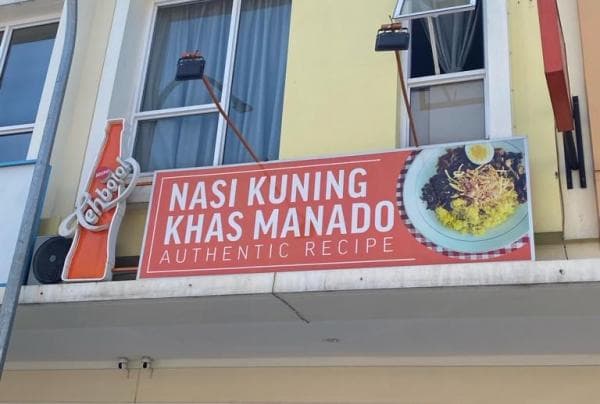 Tehbotol
NASI KUNING
KHAS MANADO
AUTHENTIC RECIPE